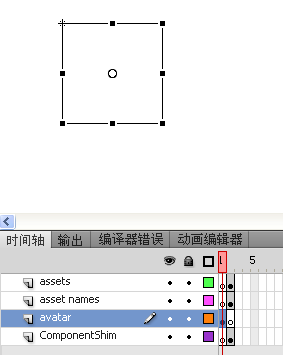 时间轴 输出 编译器错误 动画编辑器
1 5
assets
asset names
avatar
ComponentShim